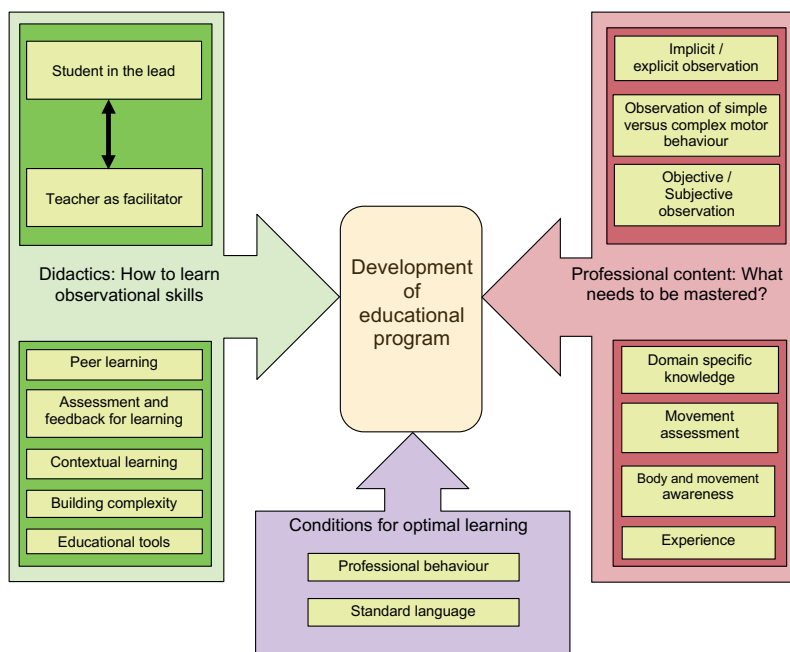 Student in the lead
Teacher as facilitator
Didactics: How to learn
observational skills
Peer learning
Assessment and
feedback for learning
Contextual learning
Building complexity
Educational tools
Development
of
educational
program
Conditions for optimal learning
Professional behaviour
Standard language
Implicit /
explicit observation
Observation of simple
versus complex motor
behaviour
Objective /
Subjective
observation
Professional content: What
needs to be mastered?
Domain specific
knowledge
Movement
assessment
Body and movement
awareness
Experience